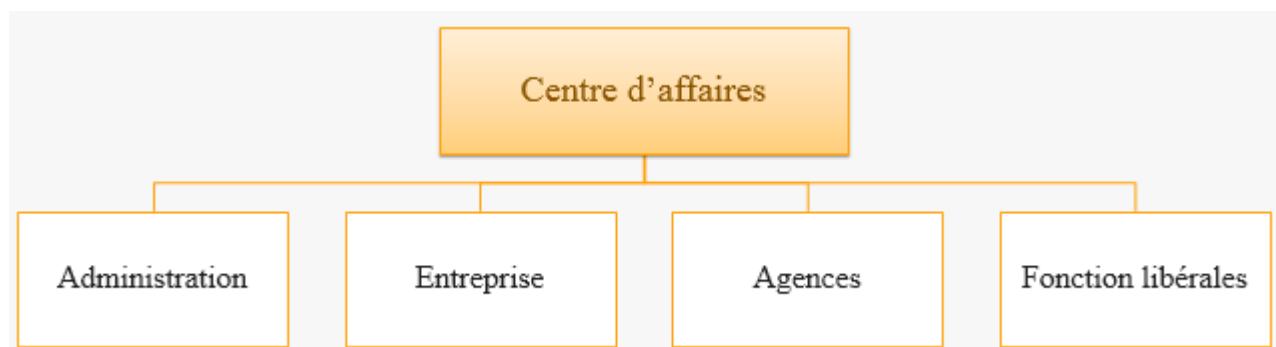 Centre d’affaires
Administration
Entreprise
Agences
Fonction libérales